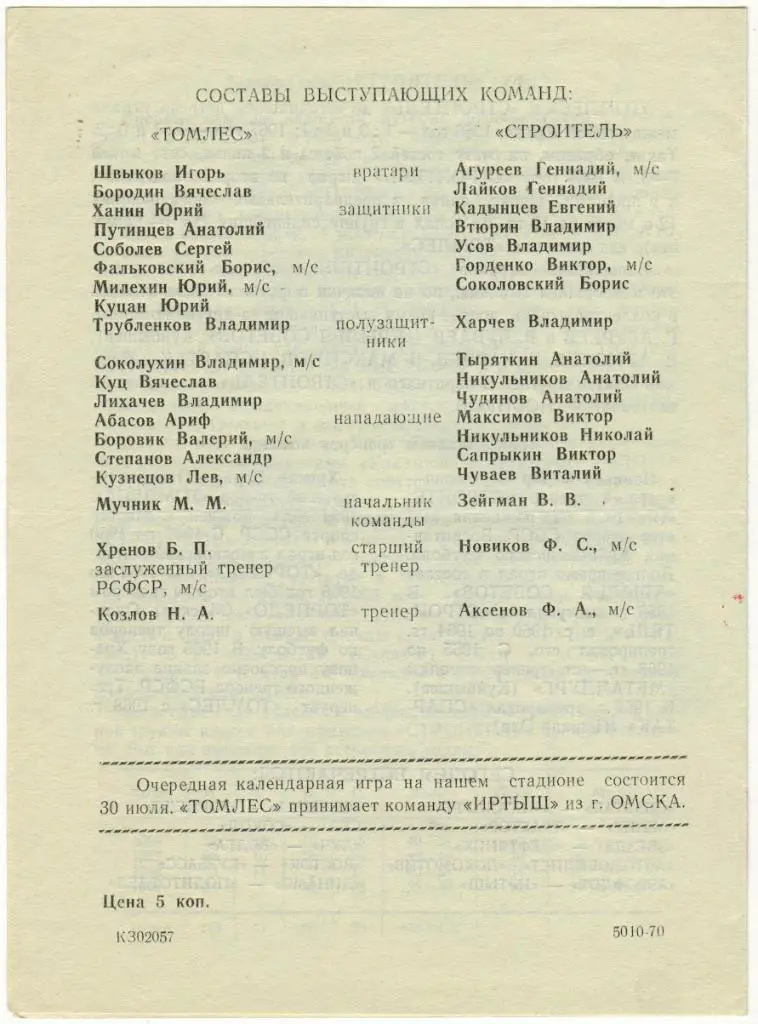 СОСТАВЫ ВЫСТУПАЮЩИХ КОМАНД:
«ТОМЛЕС» «СТРОИТЕЛЬ»
Швыков Игорь вратари Агуреев Геннадий, м/с
Бородин Вячеслав Лайков Геннадий
Ханин Юрий защитники Кадынцев Евгений
Путинцев Анатолий Втюрин Владимир
Соболев Сергей Усов Владимир
Фальковский Борис, м/с Горденко Виктор, м/с
Милехин Юрий, м/с Соколовский Борис
Куцан Юрий
Трубленков Владимир полузащит- Харчев Владимир
ники
Соколухин Владимир, м/с Тыряткин Анатолий
Куц Вячеслав Никульников Анатолий
Лихачев Владимир Чудинов Анатолий
Абасов Ариф нападающие Максимов Виктор
Боровик Валерий, м/с Никульников Николай
Степанов Александр Сапрыкин Виктор
Кузнецов Лев, м/с Чуваев Виталий
Мучник М. М. начальник Зейгман В. В.
команды
Хренов Б. П. старший Новиков Ф. С., м/с
заслуженный тренер тренер
РСФСР, м/с
Козлов Н. А. тренер Аксенов Ф. А., м/с
Очередная календарная игра на нашем стадионе состоится
30 июля. «ТОМЛЕС» принимает команду «ИРТЫШ» из г. ОМСКА.
Цена 5 коп.
КЗ02057 5010-70